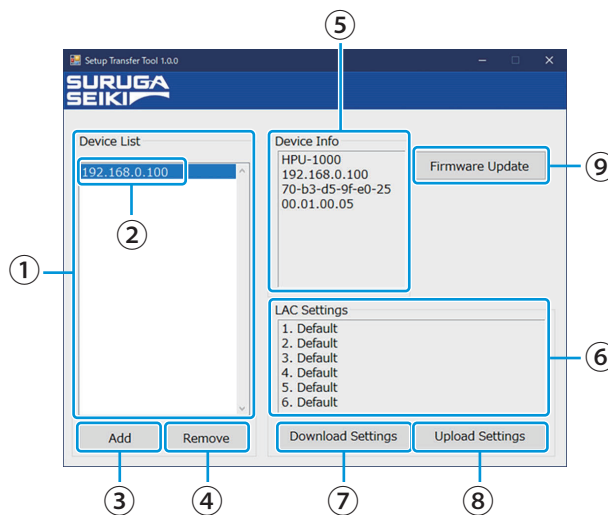 ⑤
Setup Transfer Tool 1.0.0
SURUGA
SEIKI
Device List
192.168.0.100
②
①
Device Info
HPU-1000
192.168.0.100
70-b3-d5-9f-e0-25
00.01.00.05
Firmware Update
⑨
LAC Settings
1. Default
2. Default
3. Default
4. Default
5. Default
6. Default
⑥
Add
Remove
Download Settings
Upload Settings
③
④
⑦
⑧